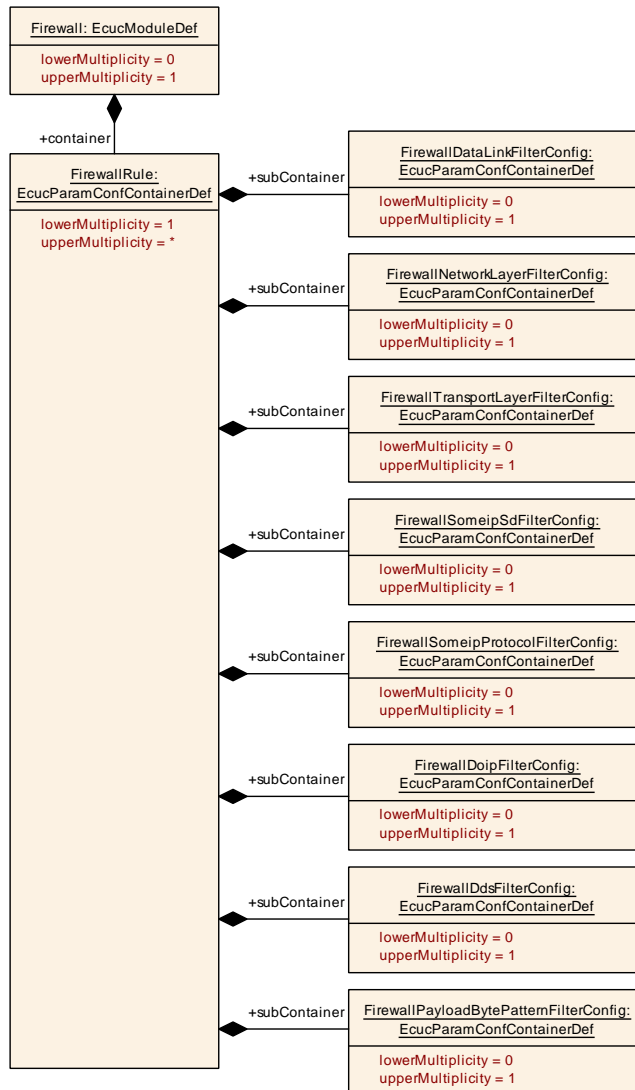 Firewall: EcucModuleDef
lowerMultiplicity = 0
upperMultiplicity = 1
+container
FirewallRule:
EcucParamConfContainerDef
lowerMultiplicity = 1
upperMultiplicity = *
+subContainer
FirewallDataLinkFilterConfig:
EcucParamConfContainerDef
lowerMultiplicity = 0
upperMultiplicity = 1
+subContainer
FirewallNetworkLayerFilterConfig:
EcucParamConfContainerDef
lowerMultiplicity = 0
upperMultiplicity = 1
+subContainer
FirewallTransportLayerFilterConfig:
EcucParamConfContainerDef
lowerMultiplicity = 0
upperMultiplicity = 1
+subContainer
FirewallSomeipSdFilterConfig:
EcucParamConfContainerDef
lowerMultiplicity = 0
upperMultiplicity = 1
+subContainer
FirewallSomeipProtocolFilterConfig:
EcucParamConfContainerDef
lowerMultiplicity = 0
upperMultiplicity = 1
+subContainer
FirewallDoipFilterConfig:
EcucParamConfContainerDef
lowerMultiplicity = 0
upperMultiplicity = 1
+subContainer
FirewallDdsFilterConfig:
EcucParamConfContainerDef
lowerMultiplicity = 0
upperMultiplicity = 1
+subContainer
FirewallPayloadBytePatternFilterConfig:
EcucParamConfContainerDef
lowerMultiplicity = 0
upperMultiplicity = 1